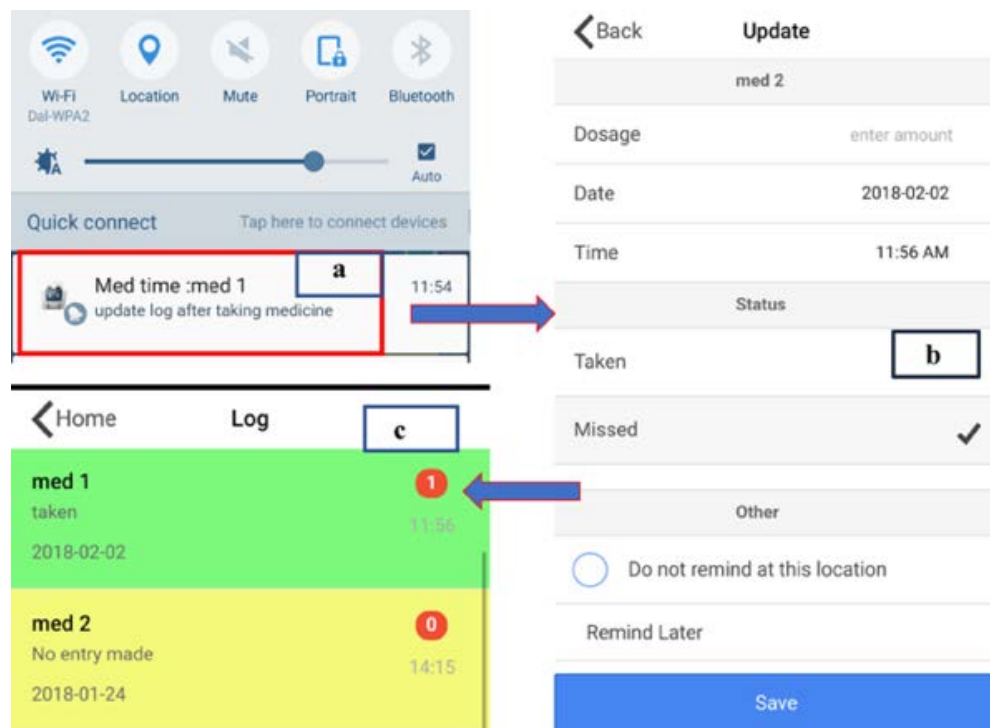 Wi-Fi Location Mute Portrait Bluetooth
Dal-WPA2
A
Auto
Quick connect Tap here to connect devices
a
Med time :med 1 11:54
update log after taking medicine
Back Update
med 2
Dosage enter amount
Date 2018-02-02
Time 11:56 AM
Status
b
Taken
Missed
Other
Do not remind at this location
Remind Later
Save
Home Log
c
med 1 1
taken 11:56
2018-02-02
med 2 0
No entry made 14:15
2018-01-24